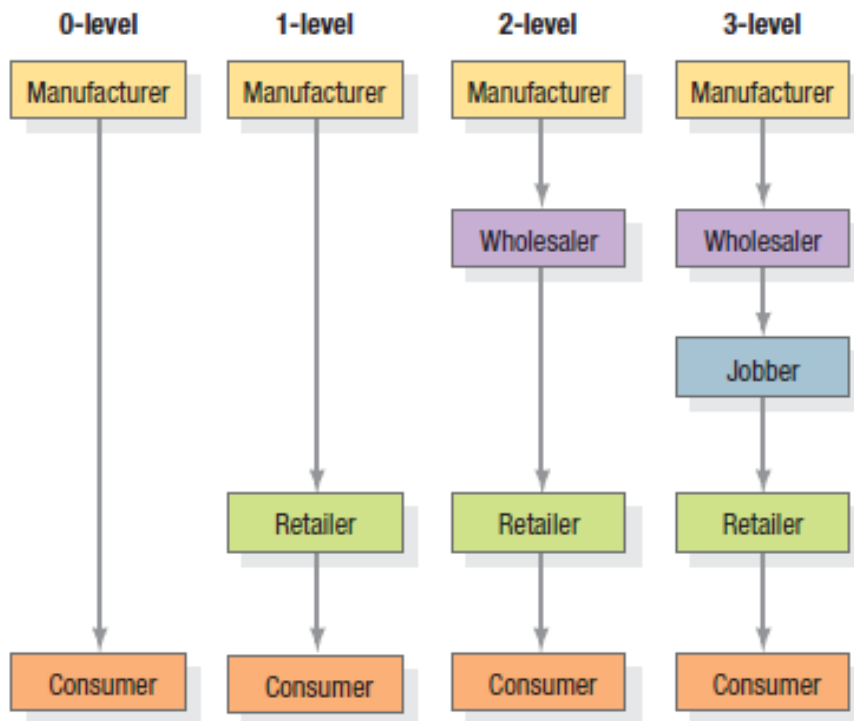 0-level
1-level
2-level
3-level
Manufacturer
Manufacturer
Manufacturer
Manufacturer
Wholesaler
Wholesaler
Jobber
Retailer
Retailer
Retailer
Consumer
Consumer
Consumer
Consumer